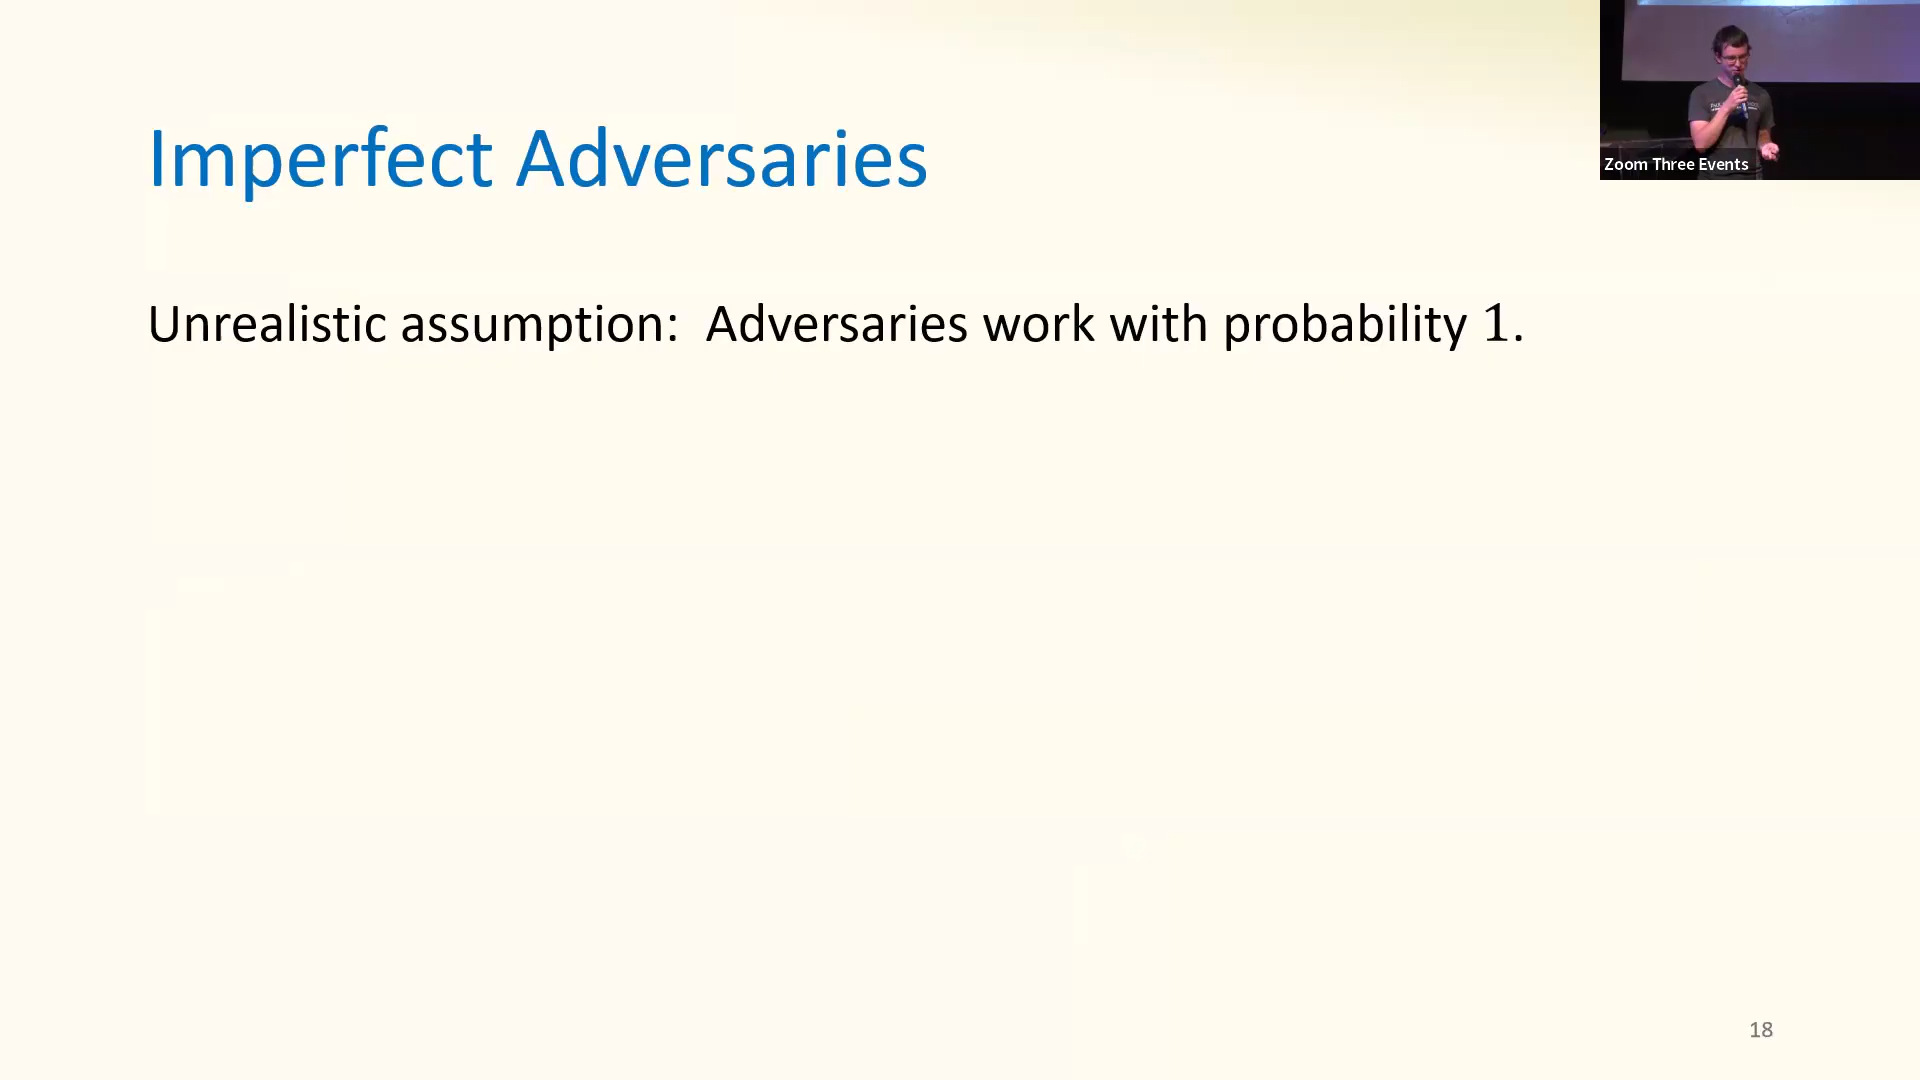 Imperfect Adversaries
Zoom Three Events
Unrealistic assumption: Adversaries work with probability 1.
18